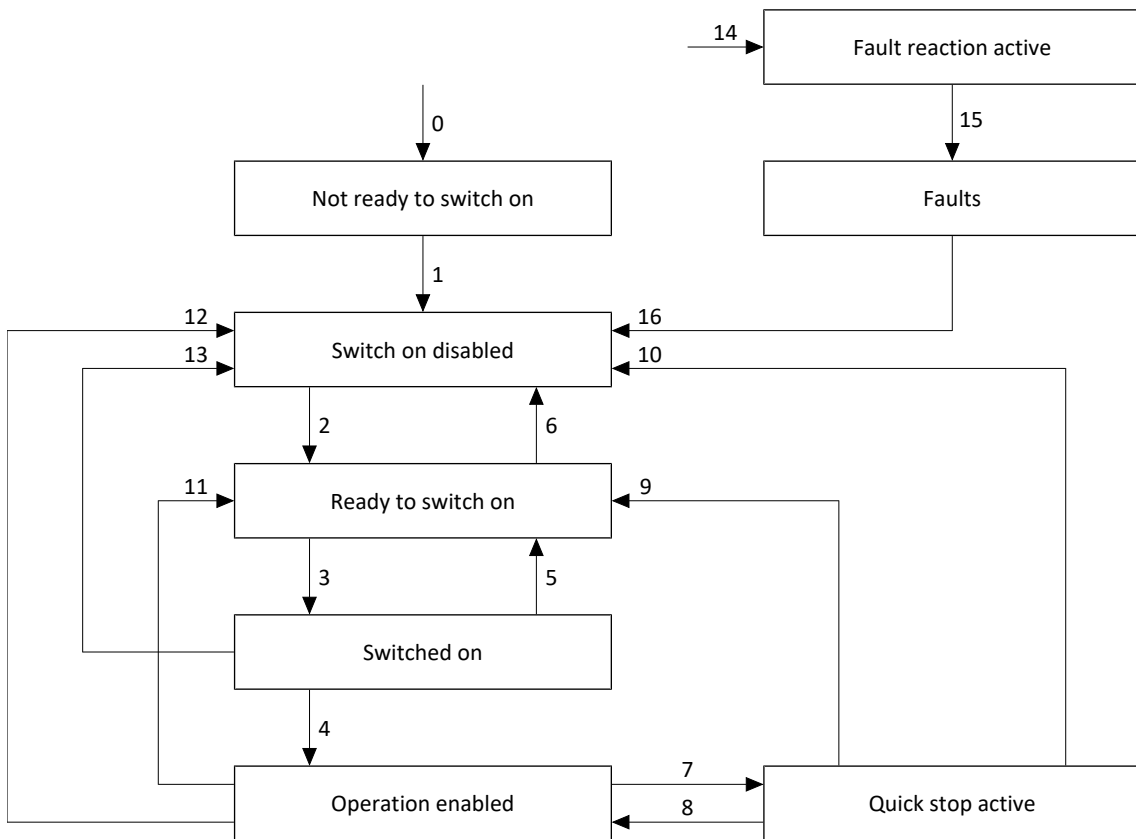 14
Fault reaction active
0
15
Not ready to switch on
Faults
1
12
16
Switch on disabled
13
10
2
6
11
9
Ready to switch on
3
5
Switched on
4
7
Operation enabled
8
Quick stop active